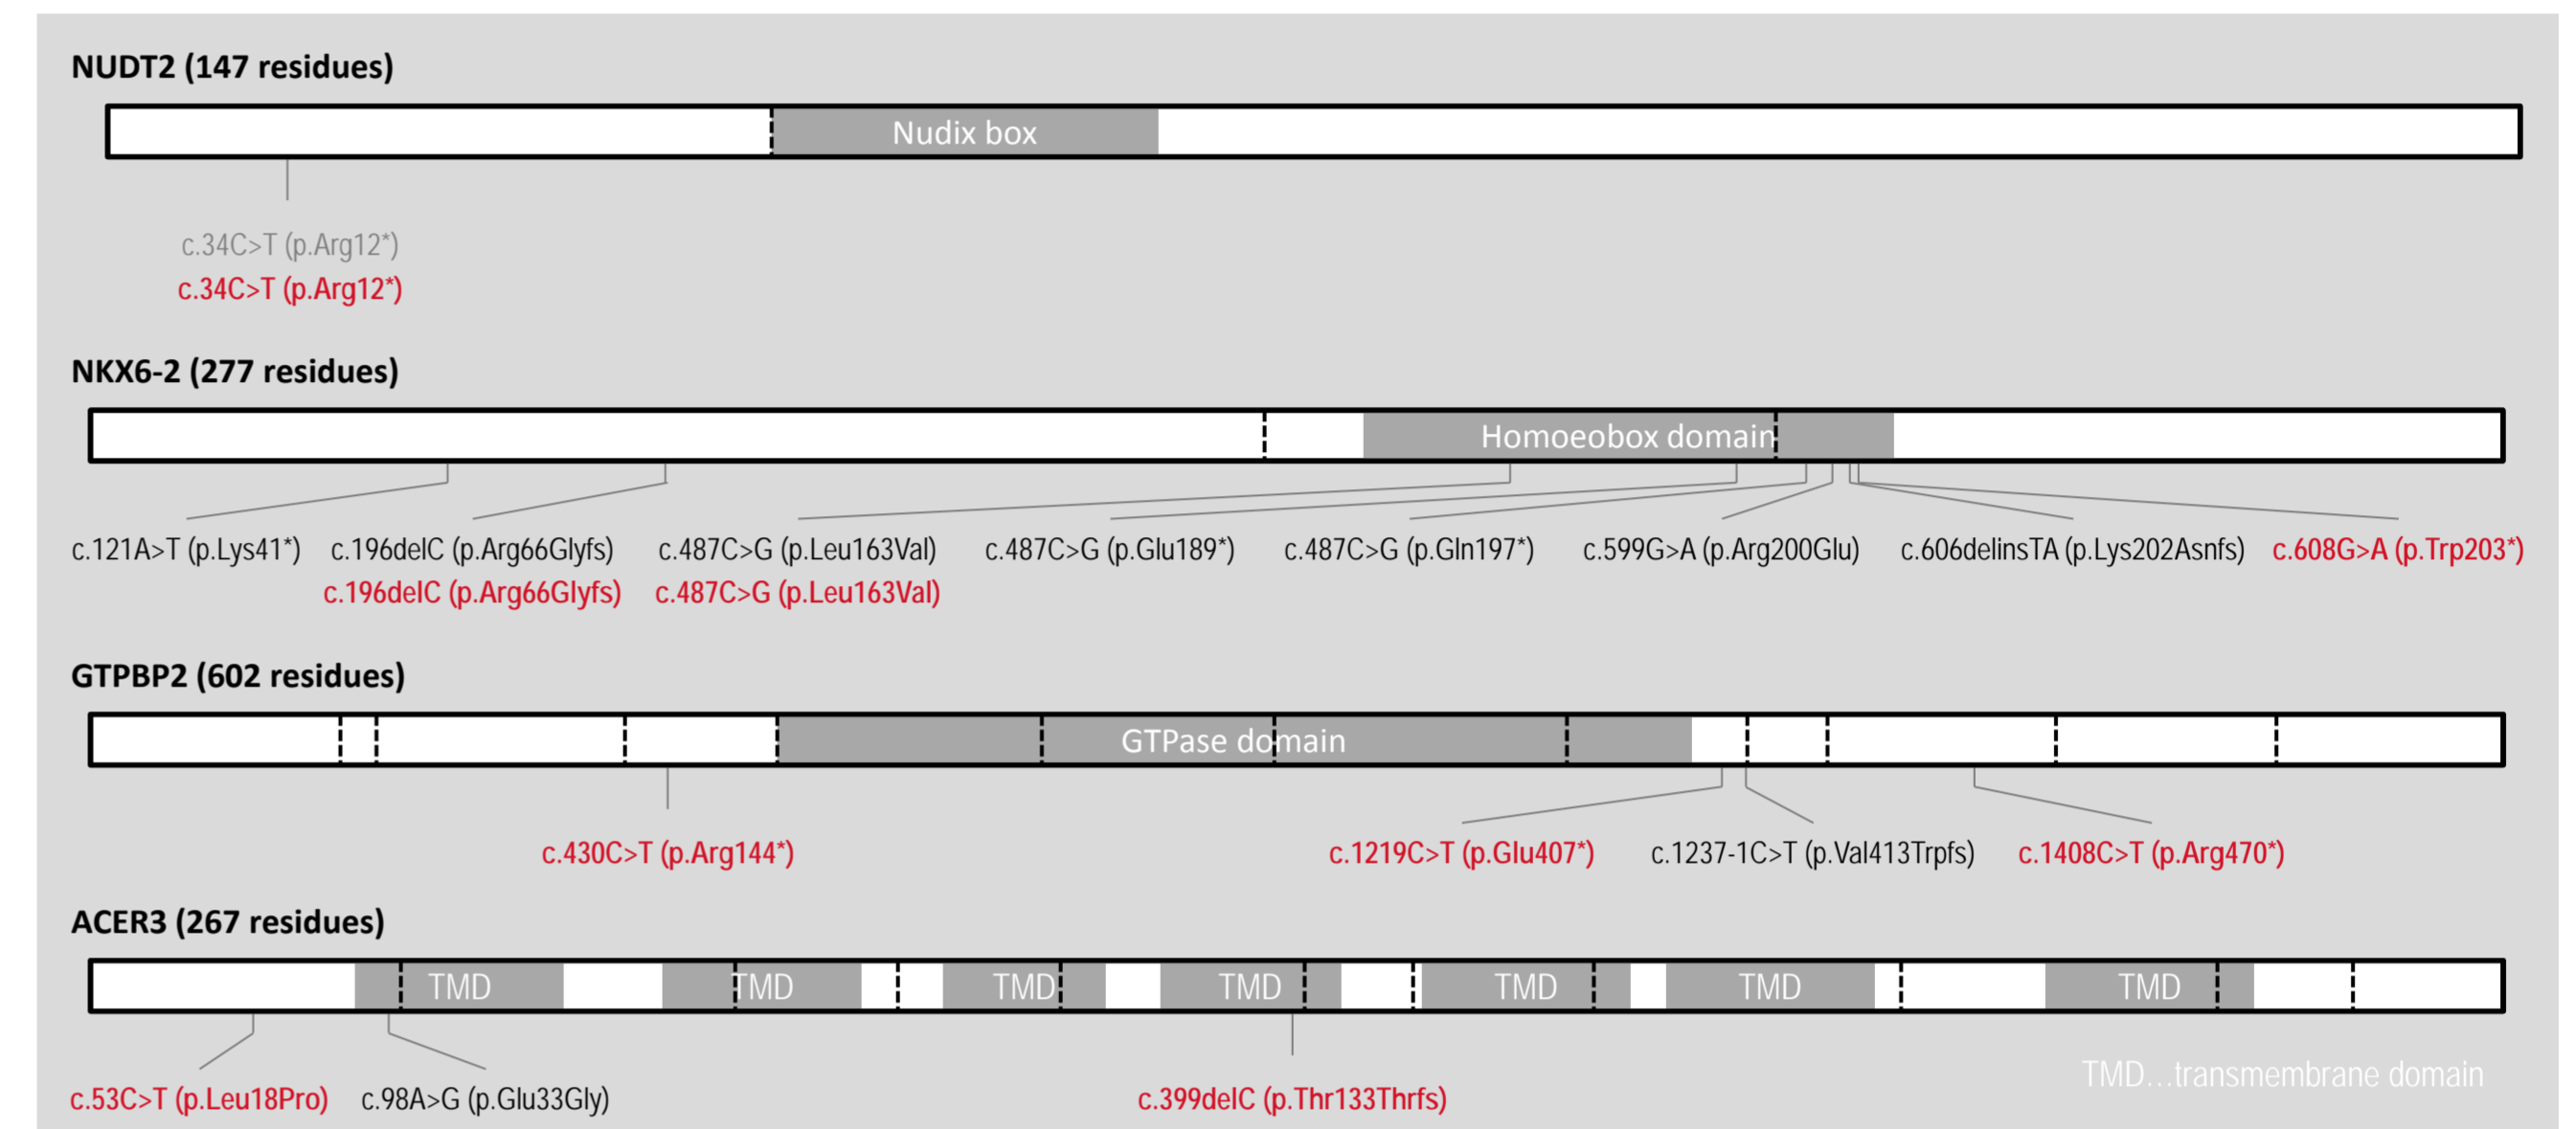 NUDT2 (147 residues)
Nudix box
c.34C>T (p.Arg12*)
c.34C>T (p.Arg12*)
NKX6-2 (277 residues)
Homoeobox domain
c.121A>T (p.Lys41*) c.196delC (p.Arg66Glyfs) c.487C>G (p.Leu163Val) c.487C>G (p.Glu189*) c.487C>G (p.Gln197*) c.599G>A (p.Arg200Glu) c.606delinsTA (p.Lys202Asnfs) c.608G>A (p.Trp203*)
c.196delC (p.Arg66Glyfs) c.487C>G (p.Leu163Val)
GTPBP2 (602 residues)
GTPase domain
c.430C>T (p.Arg144*) c.1219C>T (p.Glu407*) c.1237-1C>T (p.Val413Trpfs) c.1408C>T (p.Arg470*)
ACER3 (267 residues)
TMD TMD TMD TMD TMD TMD TMD
TMD...transmembrane domain
c.53C>T (p.Leu18Pro) c.98A>G (p.Glu33Gly) c.399delC (p.Thr133Thrfs)